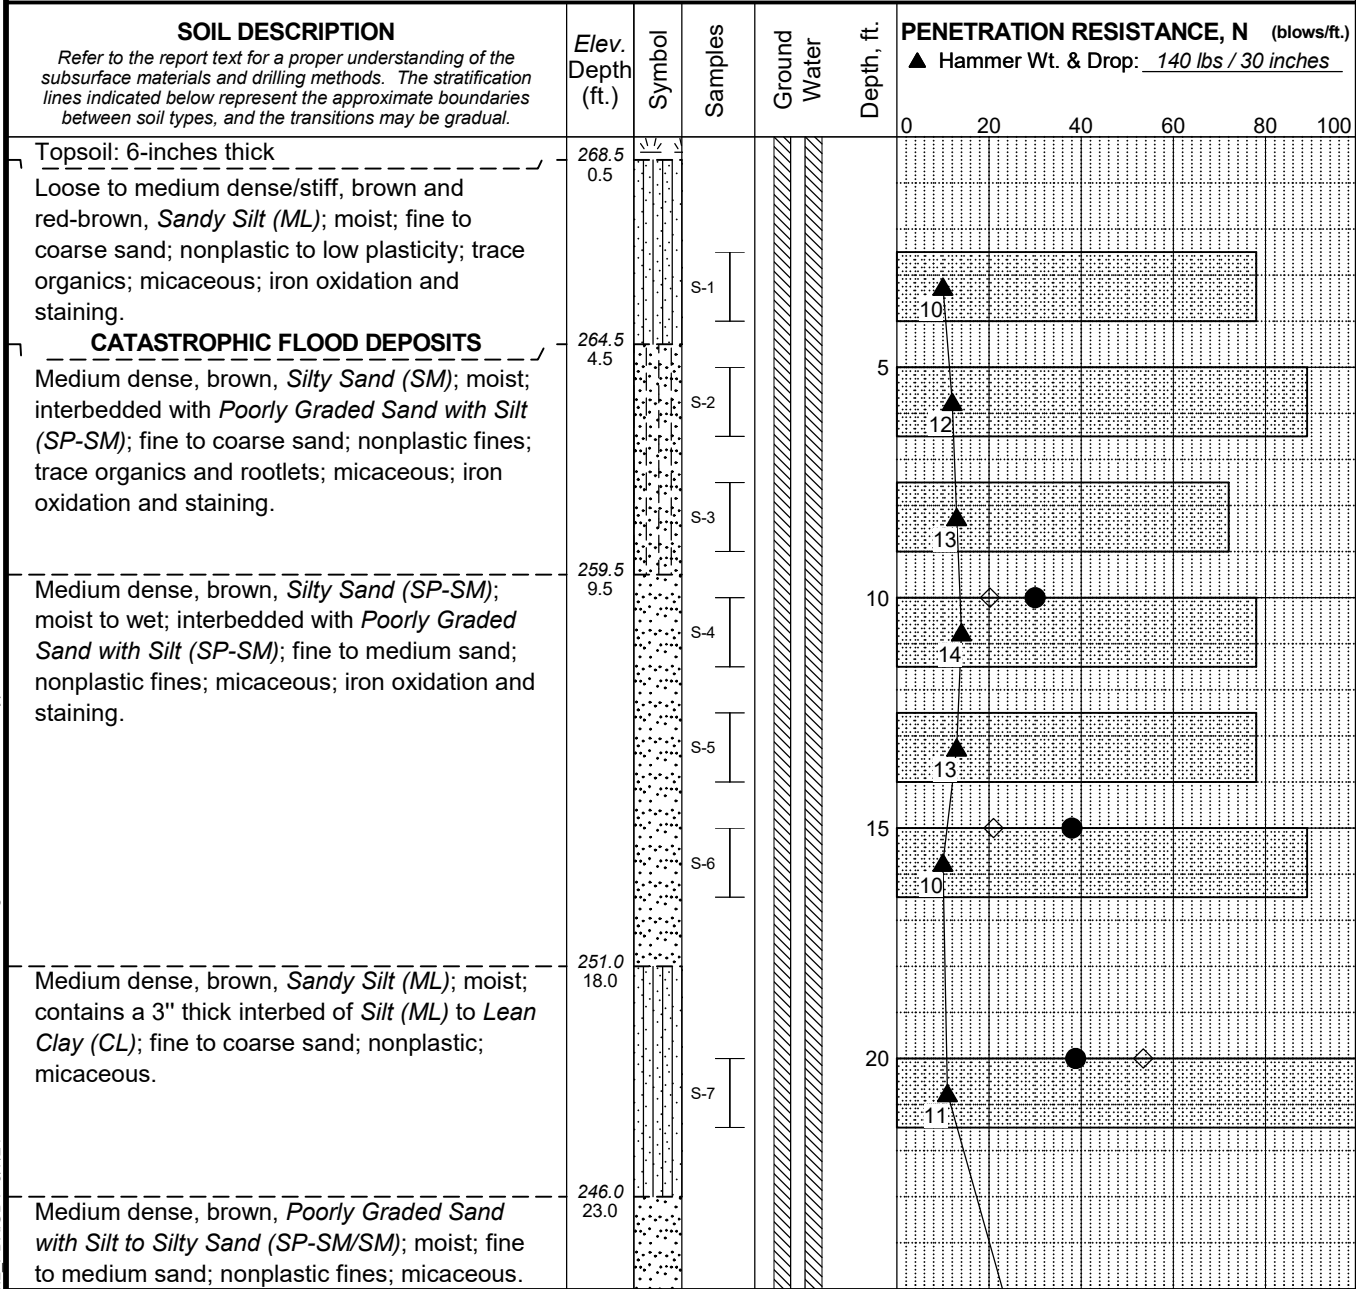 SOIL DESCRIPTION
Refer to the report text for a proper understanding of the
subsurface materials and drilling methods. The stratification
lines indicated below represent the approximate boundaries
between soil types, and the transitions may be gradual.
Elev.
Depth
(ft.)
Symbol
Samples
Ground
Water
Depth, ft.
PENETRATION RESISTANCE, N (blows/ft.)
▲ Hammer Wt. & Drop: 140 lbs / 30 inches
0 20 40 60 80 100
Topsoil: 6-inches thick
268.5
0.5
Loose to medium dense/stiff, brown and
red-brown, Sandy Silt (ML); moist; fine to
coarse sand; nonplastic to low plasticity; trace
organics; micaceous; iron oxidation and
staining.
S-1
10
CATASTROPHIC FLOOD DEPOSITS
264.5
4.5
Medium dense, brown, Silty Sand (SM); moist;
interbedded with Poorly Graded Sand with Silt
(SP-SM); fine to coarse sand; nonplastic fines;
trace organics and rootlets; micaceous; iron
oxidation and staining.
5
S-2
12
S-3
13
259.5
9.5
Medium dense, brown, Silty Sand (SP-SM);
moist to wet; interbedded with Poorly Graded
Sand with Silt (SP-SM); fine to medium sand;
nonplastic fines; micaceous; iron oxidation and
staining.
10
S-4
14
S-5
13
15
S-6
10
251.0
18.0
Medium dense, brown, Sandy Silt (ML); moist;
contains a 3" thick interbed of Silt (ML) to Lean
Clay (CL); fine to coarse sand; nonplastic;
micaceous.
20
S-7
11
246.0
23.0
Medium dense, brown, Poorly Graded Sand
with Silt to Silty Sand (SP-SM/SM); moist; fine
to medium sand; nonplastic fines; micaceous.